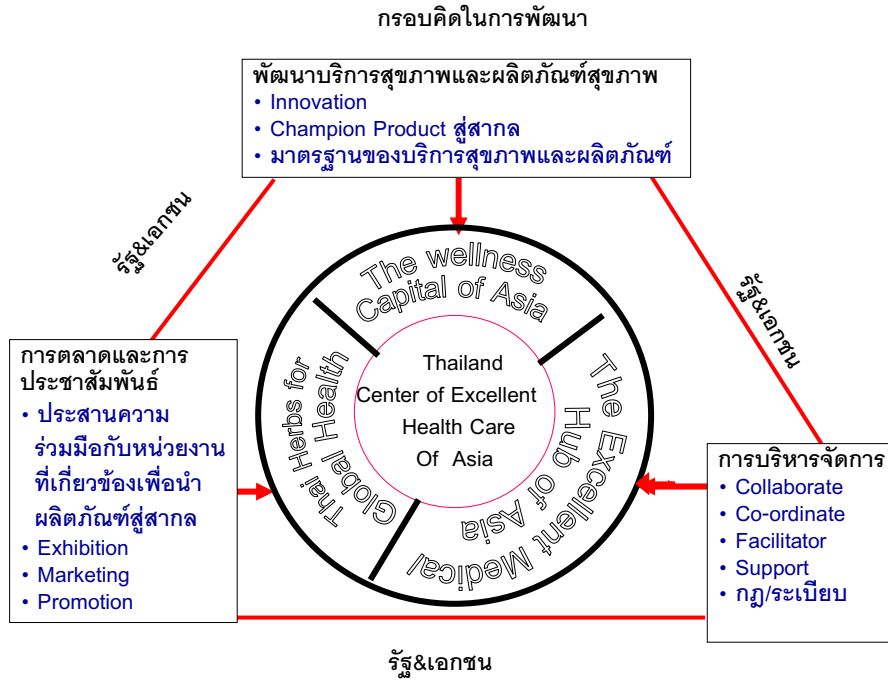 กรอบคิดในการพัฒนา
พัฒนาบริการสุขภาพและผลิตภัณฑ์สุขภาพ
• Innovation
• Champion Product สู่สากล
• มาตรฐานของบริการสุขภาพและผลิตภัณฑ์
รัฐ&เอกชน
รัฐ&เอกชน
The wellness
Capital of Asia
Thai Herbs for
Global Health
The Excellent Medical
Hub of Asia
Thailand
Center of Excellent
Health Care
Of Asia
การตลาดและการ
ประชาสัมพันธ์
• ประสานความ
ร่วมมือกับหน่วยงาน
ที่เกี่ยวข้องเพื่อนำ
ผลิตภัณฑ์สู่สากล
• Exhibition
• Marketing
• Promotion
การบริหารจัดการ
• Collaborate
• Co-ordinate
• Facilitator
• Support
• กฎ/ระเบียบ
รัฐ&เอกชน